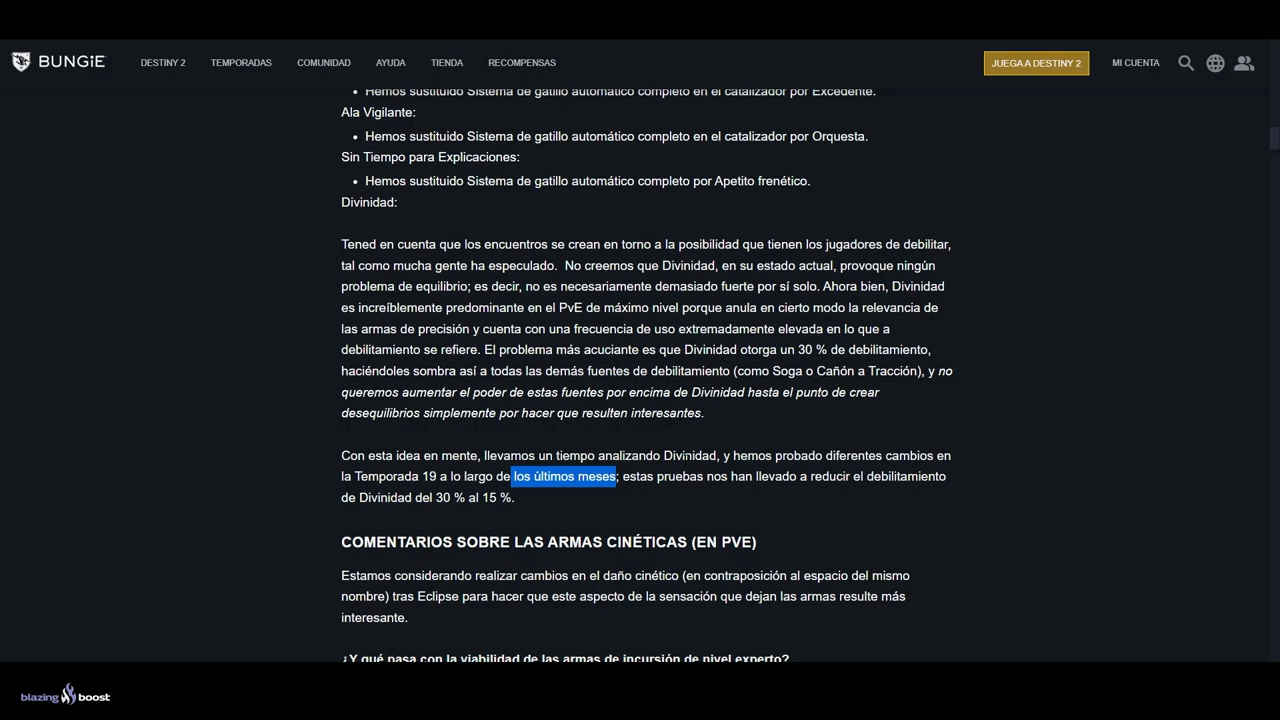 BUNGiE DESTINY 2 TEMPORADAS COMUNIDAD AYUDA TIENDA RECOMPENSAS JUEGA A DESTINY 2 MI CUENTA
• Hemos sustituido Sistema de gatillo automático completo en el catalizador por Excedente.
Ala Vigilante:
• Hemos sustituido Sistema de gatillo automático completo en el catalizador por Orquesta.
Sin Tiempo para Explicaciones:
• Hemos sustituido Sistema de gatillo automático completo por Apetito frenético.
Divinidad:
Tened en cuenta que los encuentros se crean en torno a la posibilidad que tienen los jugadores de debilitar,
tal como mucha gente ha especulado.  No creemos que Divinidad, en su estado actual, provoque ningún
problema de equilibrio; es decir, no es necesariamente demasiado fuerte por sí solo. Ahora bien, Divinidad
es increíblemente predominante en el PvE de máximo nivel porque anula en cierto modo la relevancia de
las armas de precisión y cuenta con una frecuencia de uso extremadamente elevada en lo que a
debilitamiento se refiere. El problema más acuciante es que Divinidad otorga un 30 % de debilitamiento,
haciéndoles sombra así a todas las demás fuentes de debilitamiento (como Soga o Cañón a Tracción), y no
queremos aumentar el poder de estas fuentes por encima de Divinidad hasta el punto de crear
desequilibrios simplemente por hacer que resulten interesantes.
Con esta idea en mente, llevamos un tiempo analizando Divinidad, y hemos probado diferentes cambios en
la Temporada 19 a lo largo de los últimos meses; estas pruebas nos han llevado a reducir el debilitamiento
de Divinidad del 30 % al 15 %.
COMENTARIOS SOBRE LAS ARMAS CINÉTICAS (EN PVE)
Estamos considerando realizar cambios en el daño cinético (en contraposición al espacio del mismo
nombre) tras Eclipse para hacer que este aspecto de la sensación que dejan las armas resulte más
interesante.
¿Y qué pasa con la viabilidad de las armas de incursión de nivel experto?
blazing boost